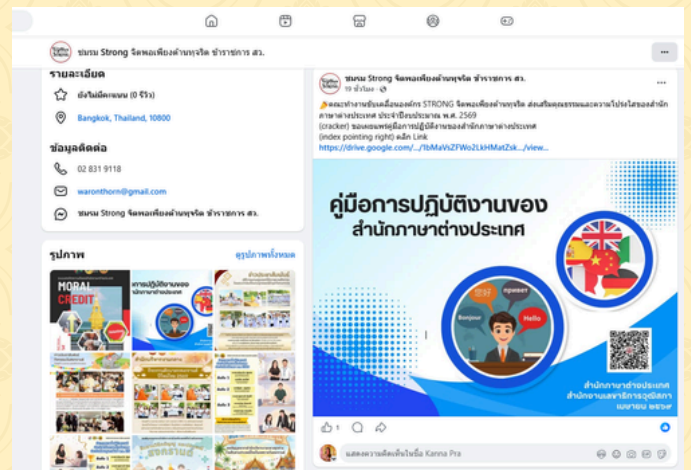 ชมรม Strong จิตพอเพียงต้านทุจริต ข้าราชการ สว.
รายละเอียด
ยังไม่มีคะแนน (0 รีวิว)
Bangkok, Thailand, 10800
ข้อมูลติดต่อ
02 831 9118
waronthorn@gmail.com
ชมรม Strong จิตพอเพียงต้านทุจริต ข้าราชการ สว.
รูปภาพ
ดูรูปภาพทั้งหมด
MORAL
CREDIT
ชมรม Strong จิตพอเพียงต้านทุจริต ข้าราชการ สว.
19 ชั่วโมง
คณะทำงานขับเคลื่อนองค์กร STRONG จิตพอเพียงต้านทุจริต ส่งเสริมคุณธรรมและความโปร่งใสของสำนัก
ภาษาต่างประเทศ ประจำปีงบประมาณ พ.ศ. 2569
(cracker) ขอเผยแพร่คู่มือการปฏิบัติงานของสำนักภาษาต่างประเทศ
(index pointing right) คลิก Link
https://drive.google.com/.../1bMaVsZFWo2LkHMatZsk.../view...
คู่มือการปฏิบัติงานของ
สำนักภาษาต่างประเทศ
你好
привет
Bonjour
Hello
สำนักภาษาต่างประเทศ
สำนักงานเลขาธิการวุฒิสภา
เมษายน ๒๕๖๙
1
แสดงความคิดเห็นในชื่อ Kanna Pra